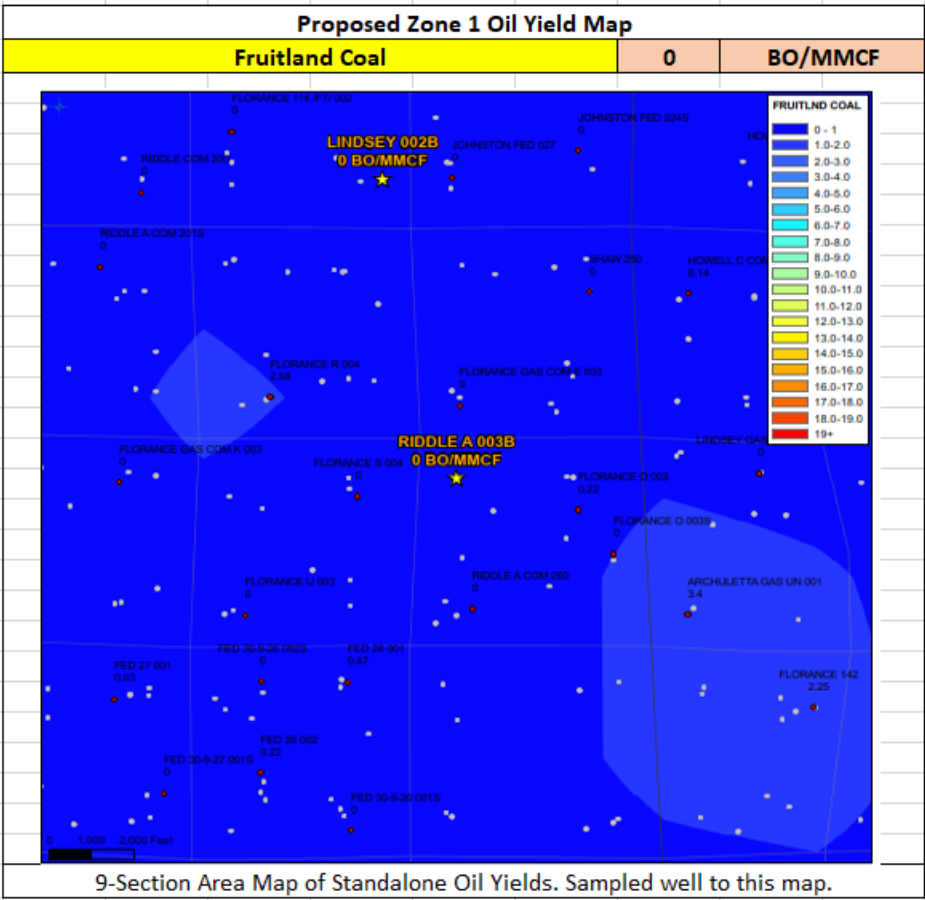 Proposed Zone 1 Oil Yield Map
Fruitland Coal 0 BO/MMCF
FLORANCE 114 /FT/ 002
0
JOHNSTON FED 024S
0
LINDSEY 002B
0 BO/MMCF
JOHNSTON FED 027
0
RIDDLE COM 200
0
RIDDLE A COM 201S
0
SHAW 250
0
HOWELL C COM
0.14
FLORANCE R 004
2.58
FLORANCE GAS COM E 003
0
RIDDLE A 003B
0 BO/MMCF
LINDSEY GAS
0
FLORANCE GAS COM K 003
0
FLORANCE S 004
0
FLORANCE O 003
0.22
FLORANCE O 003S
0
FLORANCE U 003
0
RIDDLE A COM 280
0
ARCHULETTA GAS UN 001
3.4
FED 30-9-26 002S
0
FED 26 001
0.47
FED 27 001
0.03
FLORANCE 142
2.25
FED 26 002
0.22
FED 30-9-27 001S
0
FED 30-9-26 001S
0
0 1,000 2,000 Feet
FRUITLND COAL
0 - 1
1.0-2.0
2.0-3.0
3.0-4.0
4.0-5.0
5.0-6.0
6.0-7.0
7.0-8.0
8.0-9.0
9.0-10.0
10.0-11.0
11.0-12.0
12.0-13.0
13.0-14.0
14.0-15.0
15.0-16.0
16.0-17.0
17.0-18.0
18.0-19.0
19+
9-Section Area Map of Standalone Oil Yields. Sampled well to this map.